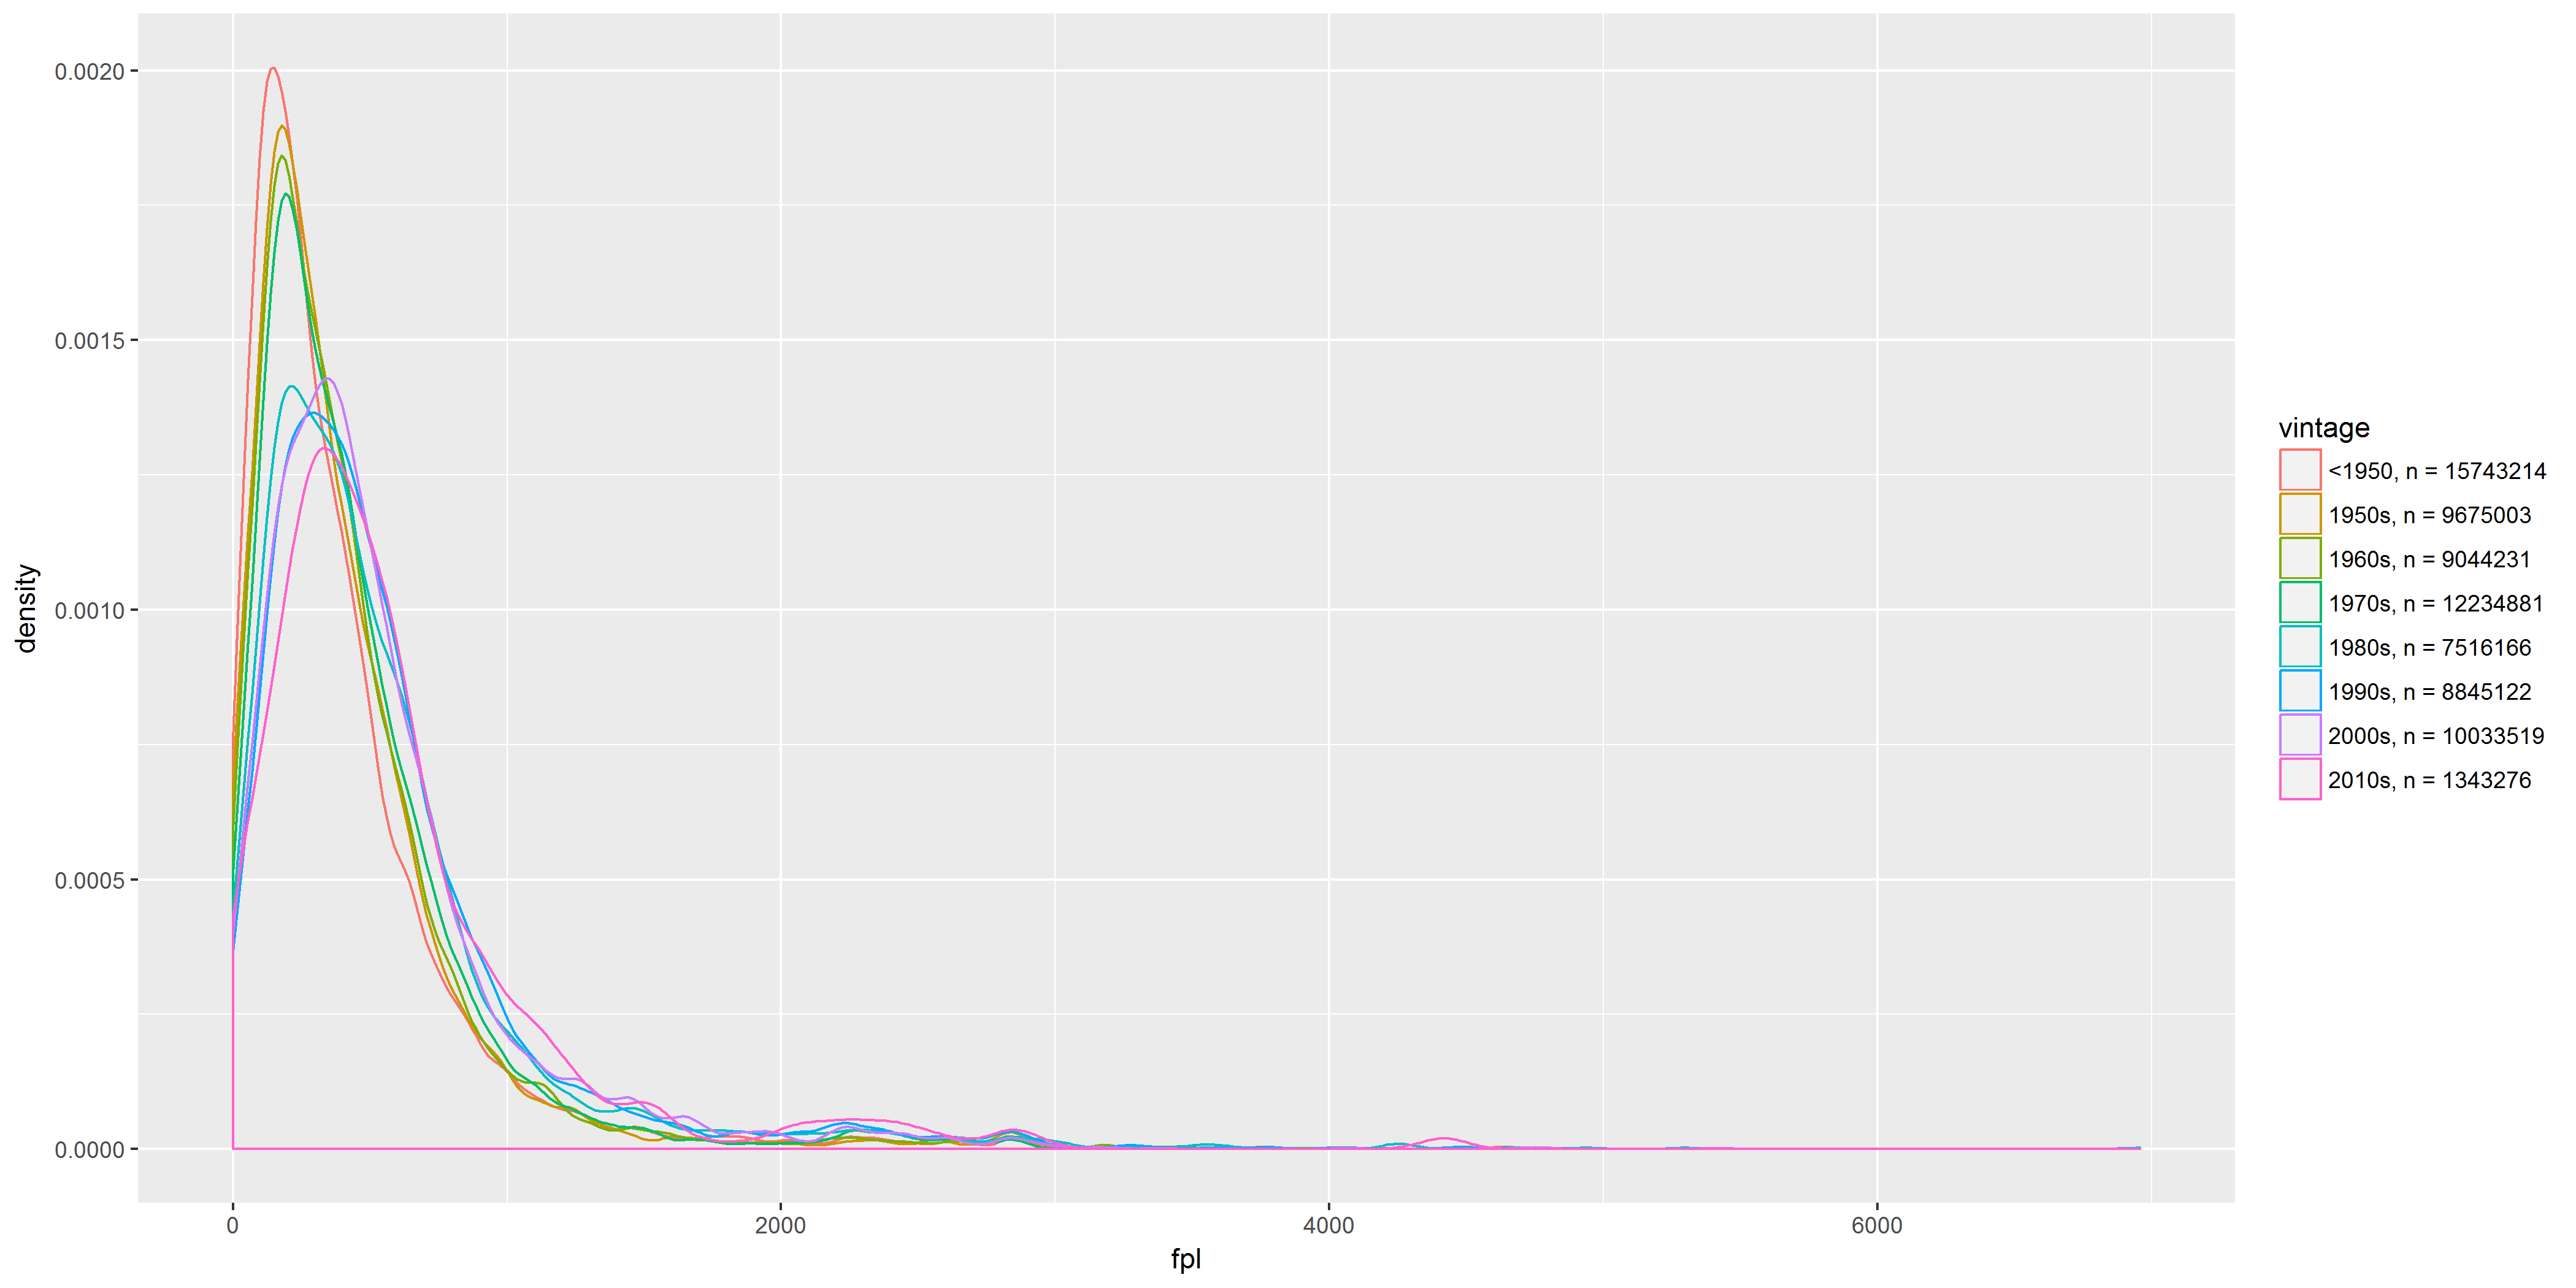 0.0020
0.0015
0.0010
0.0005
0.0000
density
0 2000 4000 6000
fpl
vintage
<1950, n = 15743214
1950s, n = 9675003
1960s, n = 9044231
1970s, n = 12234881
1980s, n = 7516166
1990s, n = 8845122
2000s, n = 10033519
2010s, n = 1343276